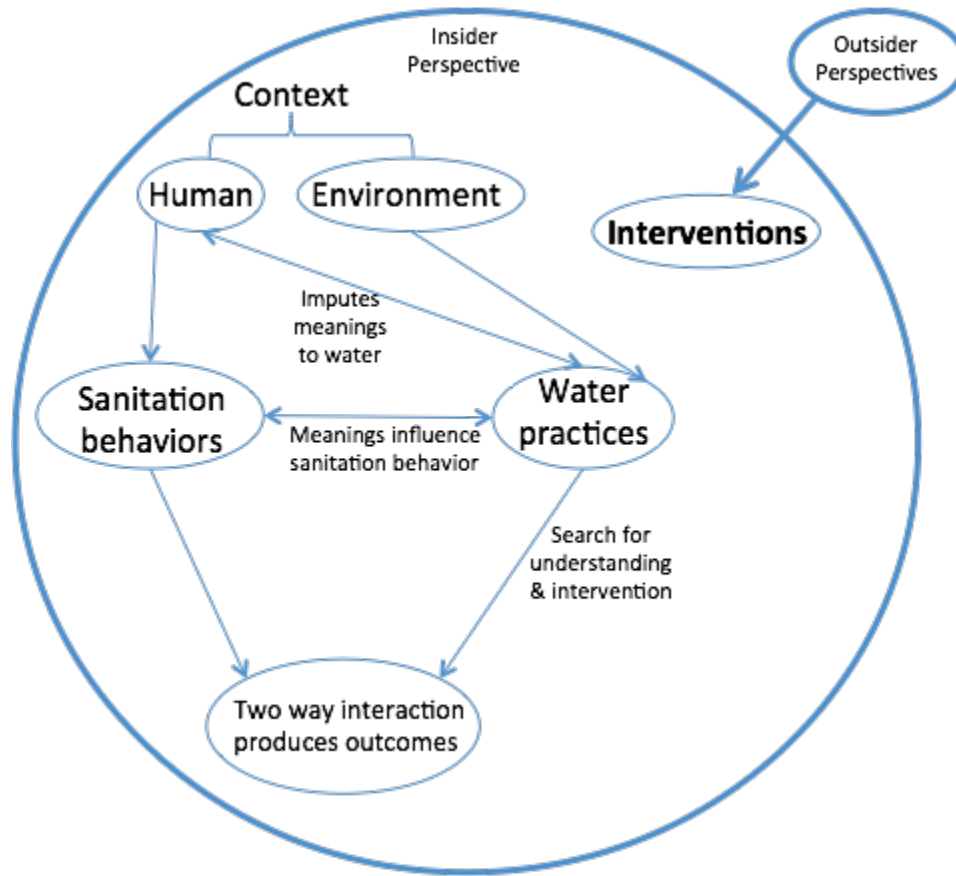 Insider
Perspective
Outsider
Perspectives
Context
Human
Environment
Interventions
Imputes
meanings
to water
Sanitation
behaviors
Water
practices
Meanings influence
sanitation behavior
Search for
understanding
& intervention
Two way interaction
produces outcomes